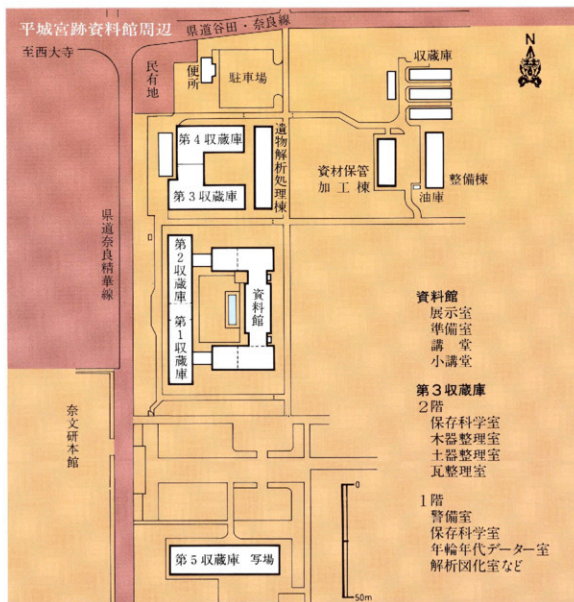 平城宮跡資料館周辺
県道谷田・奈良線
至西大寺
民有地
便所
駐車場
N
収蔵庫
第4収蔵庫
第3収蔵庫
遺物解析処理棟
資材保管
加工棟
整備棟
油庫
県道奈良精華線
第2収蔵庫
第1収蔵庫
資料館
奈文研本館
資料館
展示室
準備室
講堂
小講堂
第3収蔵庫
2階
保存科学室
木器整理室
土器整理室
瓦整理室
1階
警備室
保存科学室
年輪年代データー室
解析図化室など
第5収蔵庫 写場
0
50m